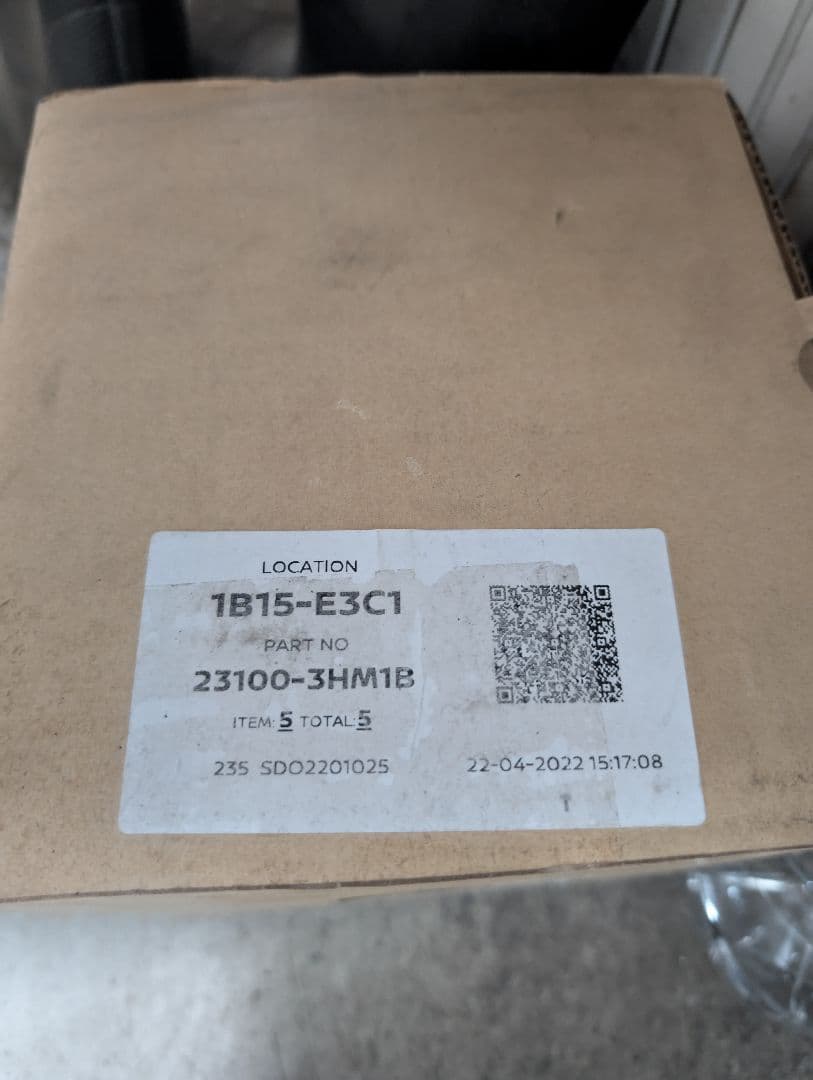 LOCATION
1B15-E3C1
PART NO
23100-3HM1B
ITEM: 5 TOTAL:5
235 SDO2201025
22-04-2022 15:17:08
T